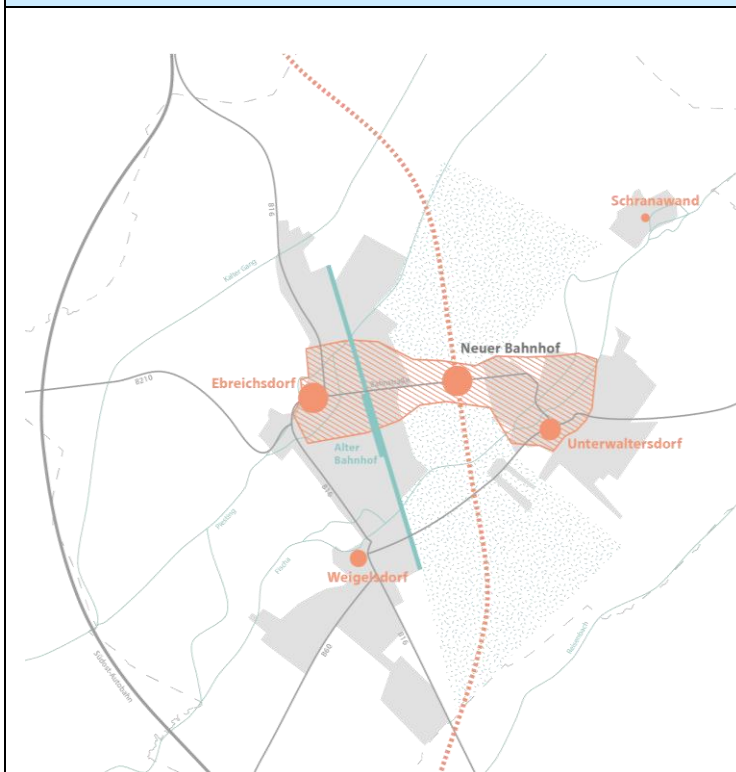 Schranawand
B16
Kalter Gang
Neuer Bahnhof
B210
Ebreichsdorf
Bahnstraße
Alter
Bahnhof
Unterwaltersdorf
B16
Piesting
Fischa
Weigelsdorf
B16
B60
Südost-Autobahn